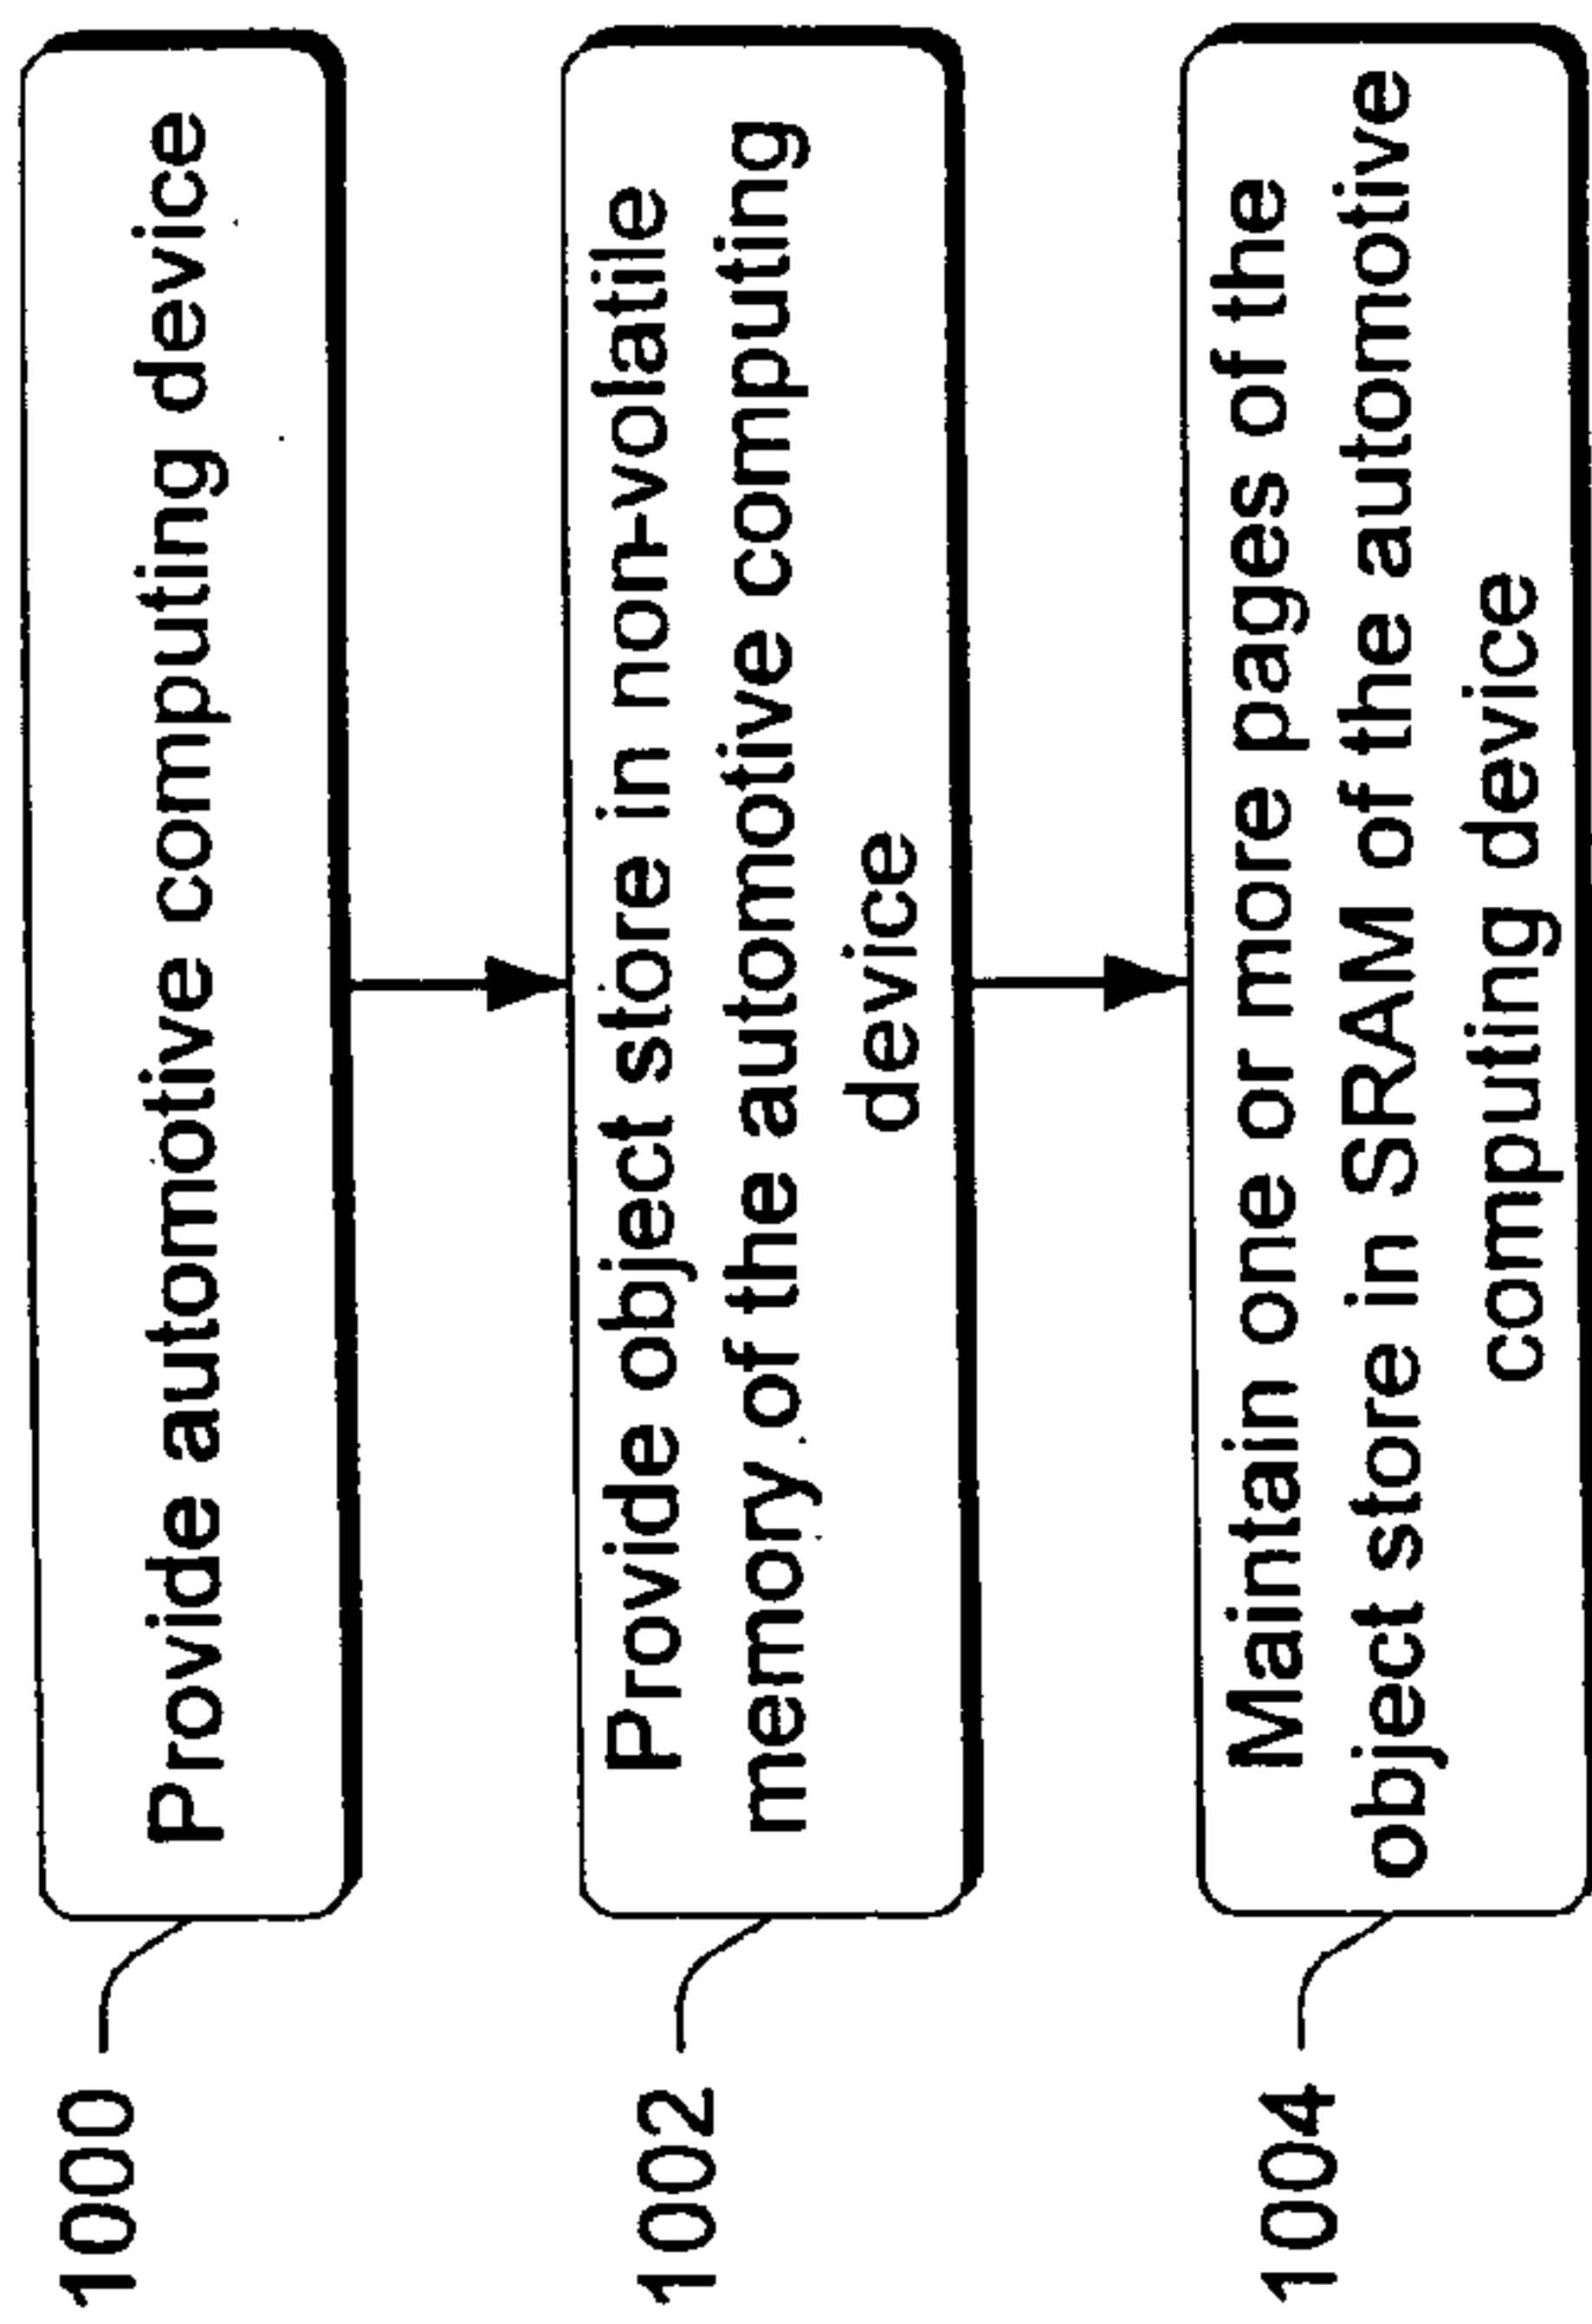 1000
Provide automotive computing device
1002
Provide object store in non-volatile
memory of the automotive computing
device
1004
Maintain one or more pages of the
object store in SRAM of the automotive
computing device